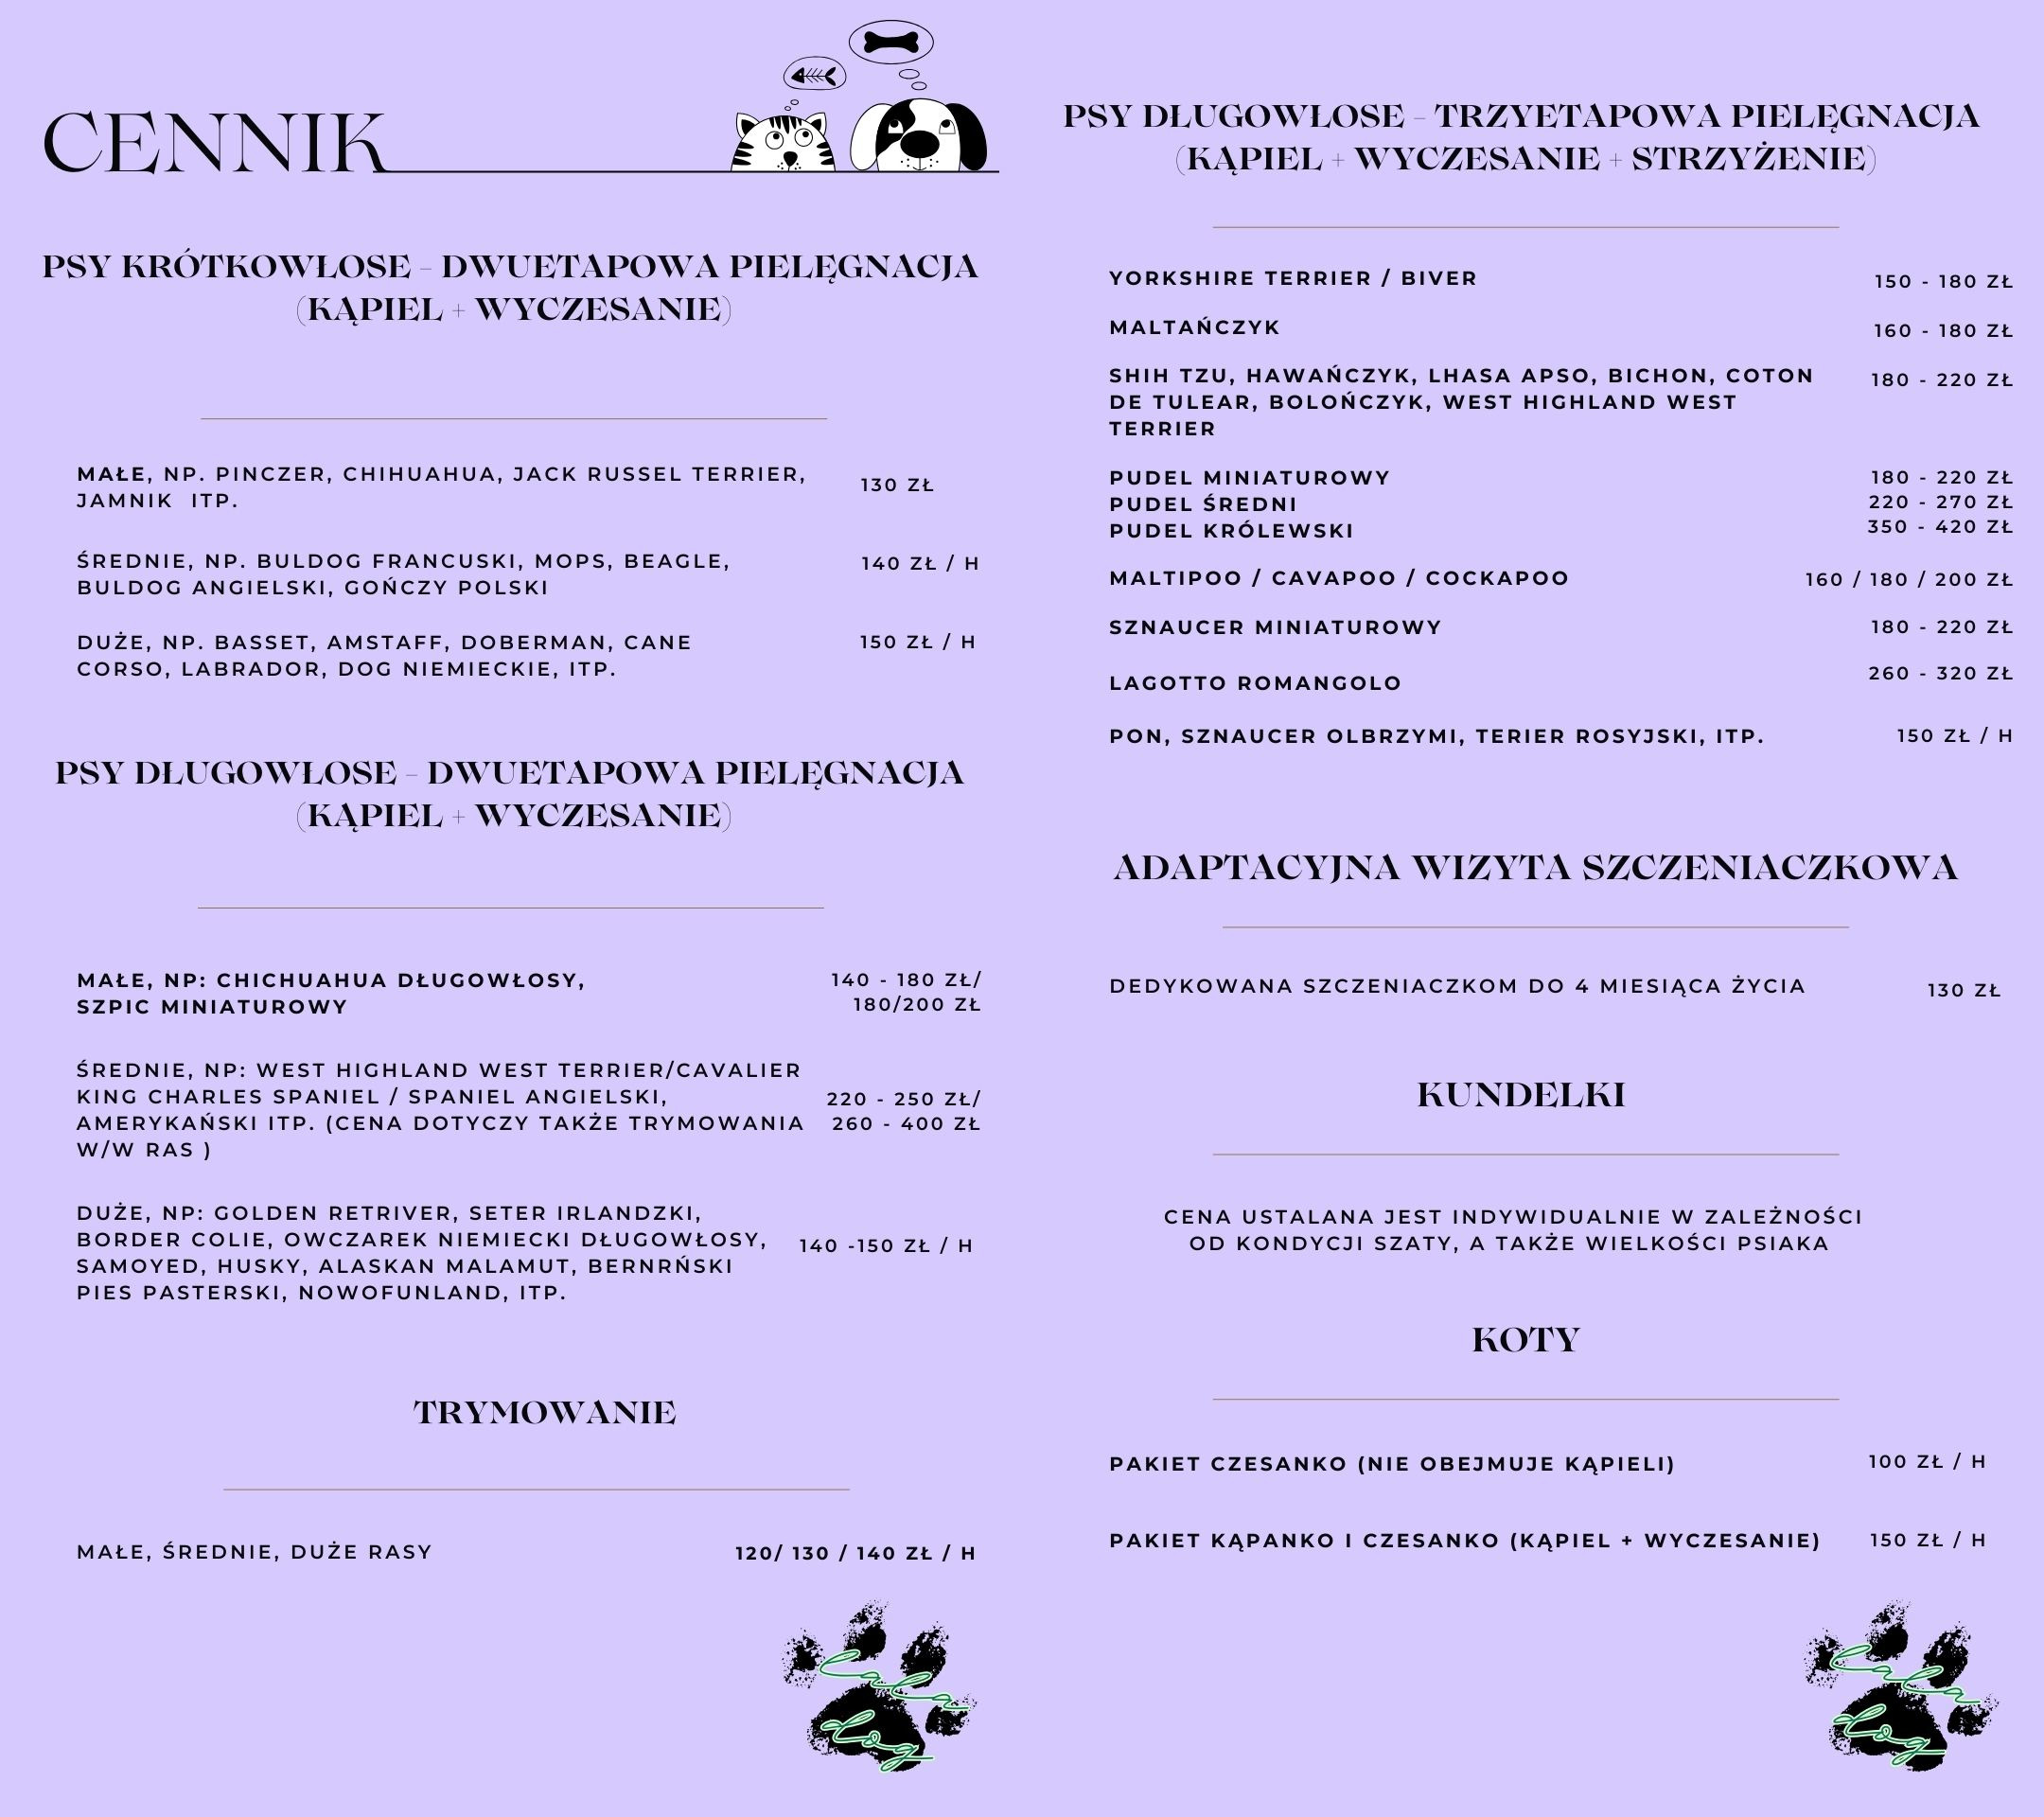 CENNIK
PSY KRÓTKOWŁOSE - DWUETAPOWA PIELĘGNACJA
(KĄPIEL + WYCZESANIE)
MAŁE, NP. PINCZER, CHIHUAHUA, JACK RUSSEL TERRIER,
JAMNIK ITP.
130 ZŁ
ŚREDNIE, NP. BULDOG FRANCUSKI, MOPS, BEAGLE,
BULDOG ANGIELSKI, GOŃCZY POLSKI
140 ZŁ / H
DUŻE, NP. BASSET, AMSTAFF, DOBERMAN, CANE
CORSO, LABRADOR, DOG NIEMIECKIE, ITP.
150 ZŁ / H
PSY DŁUGOWŁOSE - DWUETAPOWA PIELĘGNACJA
(KĄPIEL + WYCZESANIE)
MAŁE, NP: CHICHUAHUA DŁUGOWŁOSY,
SZPIC MINIATUROWY
140 - 180 ZŁ/
180/200 ZŁ
ŚREDNIE, NP: WEST HIGHLAND WEST TERRIER/CAVALIER
KING CHARLES SPANIEL / SPANIEL ANGIELSKI,
AMERYKAŃSKI ITP. (CENA DOTYCZY TAKŻE TRYMOWANIA
W/W RAS )
220 - 250 ZŁ/
260 - 400 ZŁ
DUŻE, NP: GOLDEN RETRIVER, SETER IRLANDZKI,
BORDER COLIE, OWCZAREK NIEMIECKI DŁUGOWŁOSY,
SAMOYED, HUSKY, ALASKAN MALAMUT, BERNRŃSKI
PIES PASTERSKI, NOWOFUNLAND, ITP.
140 -150 ZŁ / H
TRYMOWANIE
MAŁE, ŚREDNIE, DUŻE RASY
120/ 130 / 140 ZŁ / H
lala
dog
PSY DŁUGOWŁOSE - TRZYETAPOWA PIELĘGNACJA
(KĄPIEL + WYCZESANIE + STRZYŻENIE)
YORKSHIRE TERRIER / BIVER
150 - 180 ZŁ
MALTAŃCZYK
160 - 180 ZŁ
SHIH TZU, HAWAŃCZYK, LHASA APSO, BICHON, COTON
DE TULEAR, BOLOŃCZYK, WEST HIGHLAND WEST
TERRIER
180 - 220 ZŁ
PUDEL MINIATUROWY
180 - 220 ZŁ
PUDEL ŚREDNI
220 - 270 ZŁ
PUDEL KRÓLEWSKI
350 - 420 ZŁ
MALTIPOO / CAVAPOO / COCKAPOO
160 / 180 / 200 ZŁ
SZNAUCER MINIATUROWY
180 - 220 ZŁ
LAGOTTO ROMANGOLO
260 - 320 ZŁ
PON, SZNAUCER OLBRZYMI, TERIER ROSYJSKI, ITP.
150 ZŁ / H
ADAPTACYJNA WIZYTA SZCZENIACZKOWA
DEDYKOWANA SZCZENIACZKOM DO 4 MIESIĄCA ŻYCIA
130 ZŁ
KUNDELKI
CENA USTALANA JEST INDYWIDUALNIE W ZALEŻNOŚCI
OD KONDYCJI SZATY, A TAKŻE WIELKOŚCI PSIAKA
KOTY
PAKIET CZESANKO (NIE OBEJMUJE KĄPIELI)
100 ZŁ / H
PAKIET KĄPANKO I CZESANKO (KĄPIEL + WYCZESANIE)
150 ZŁ / H
lala
dog